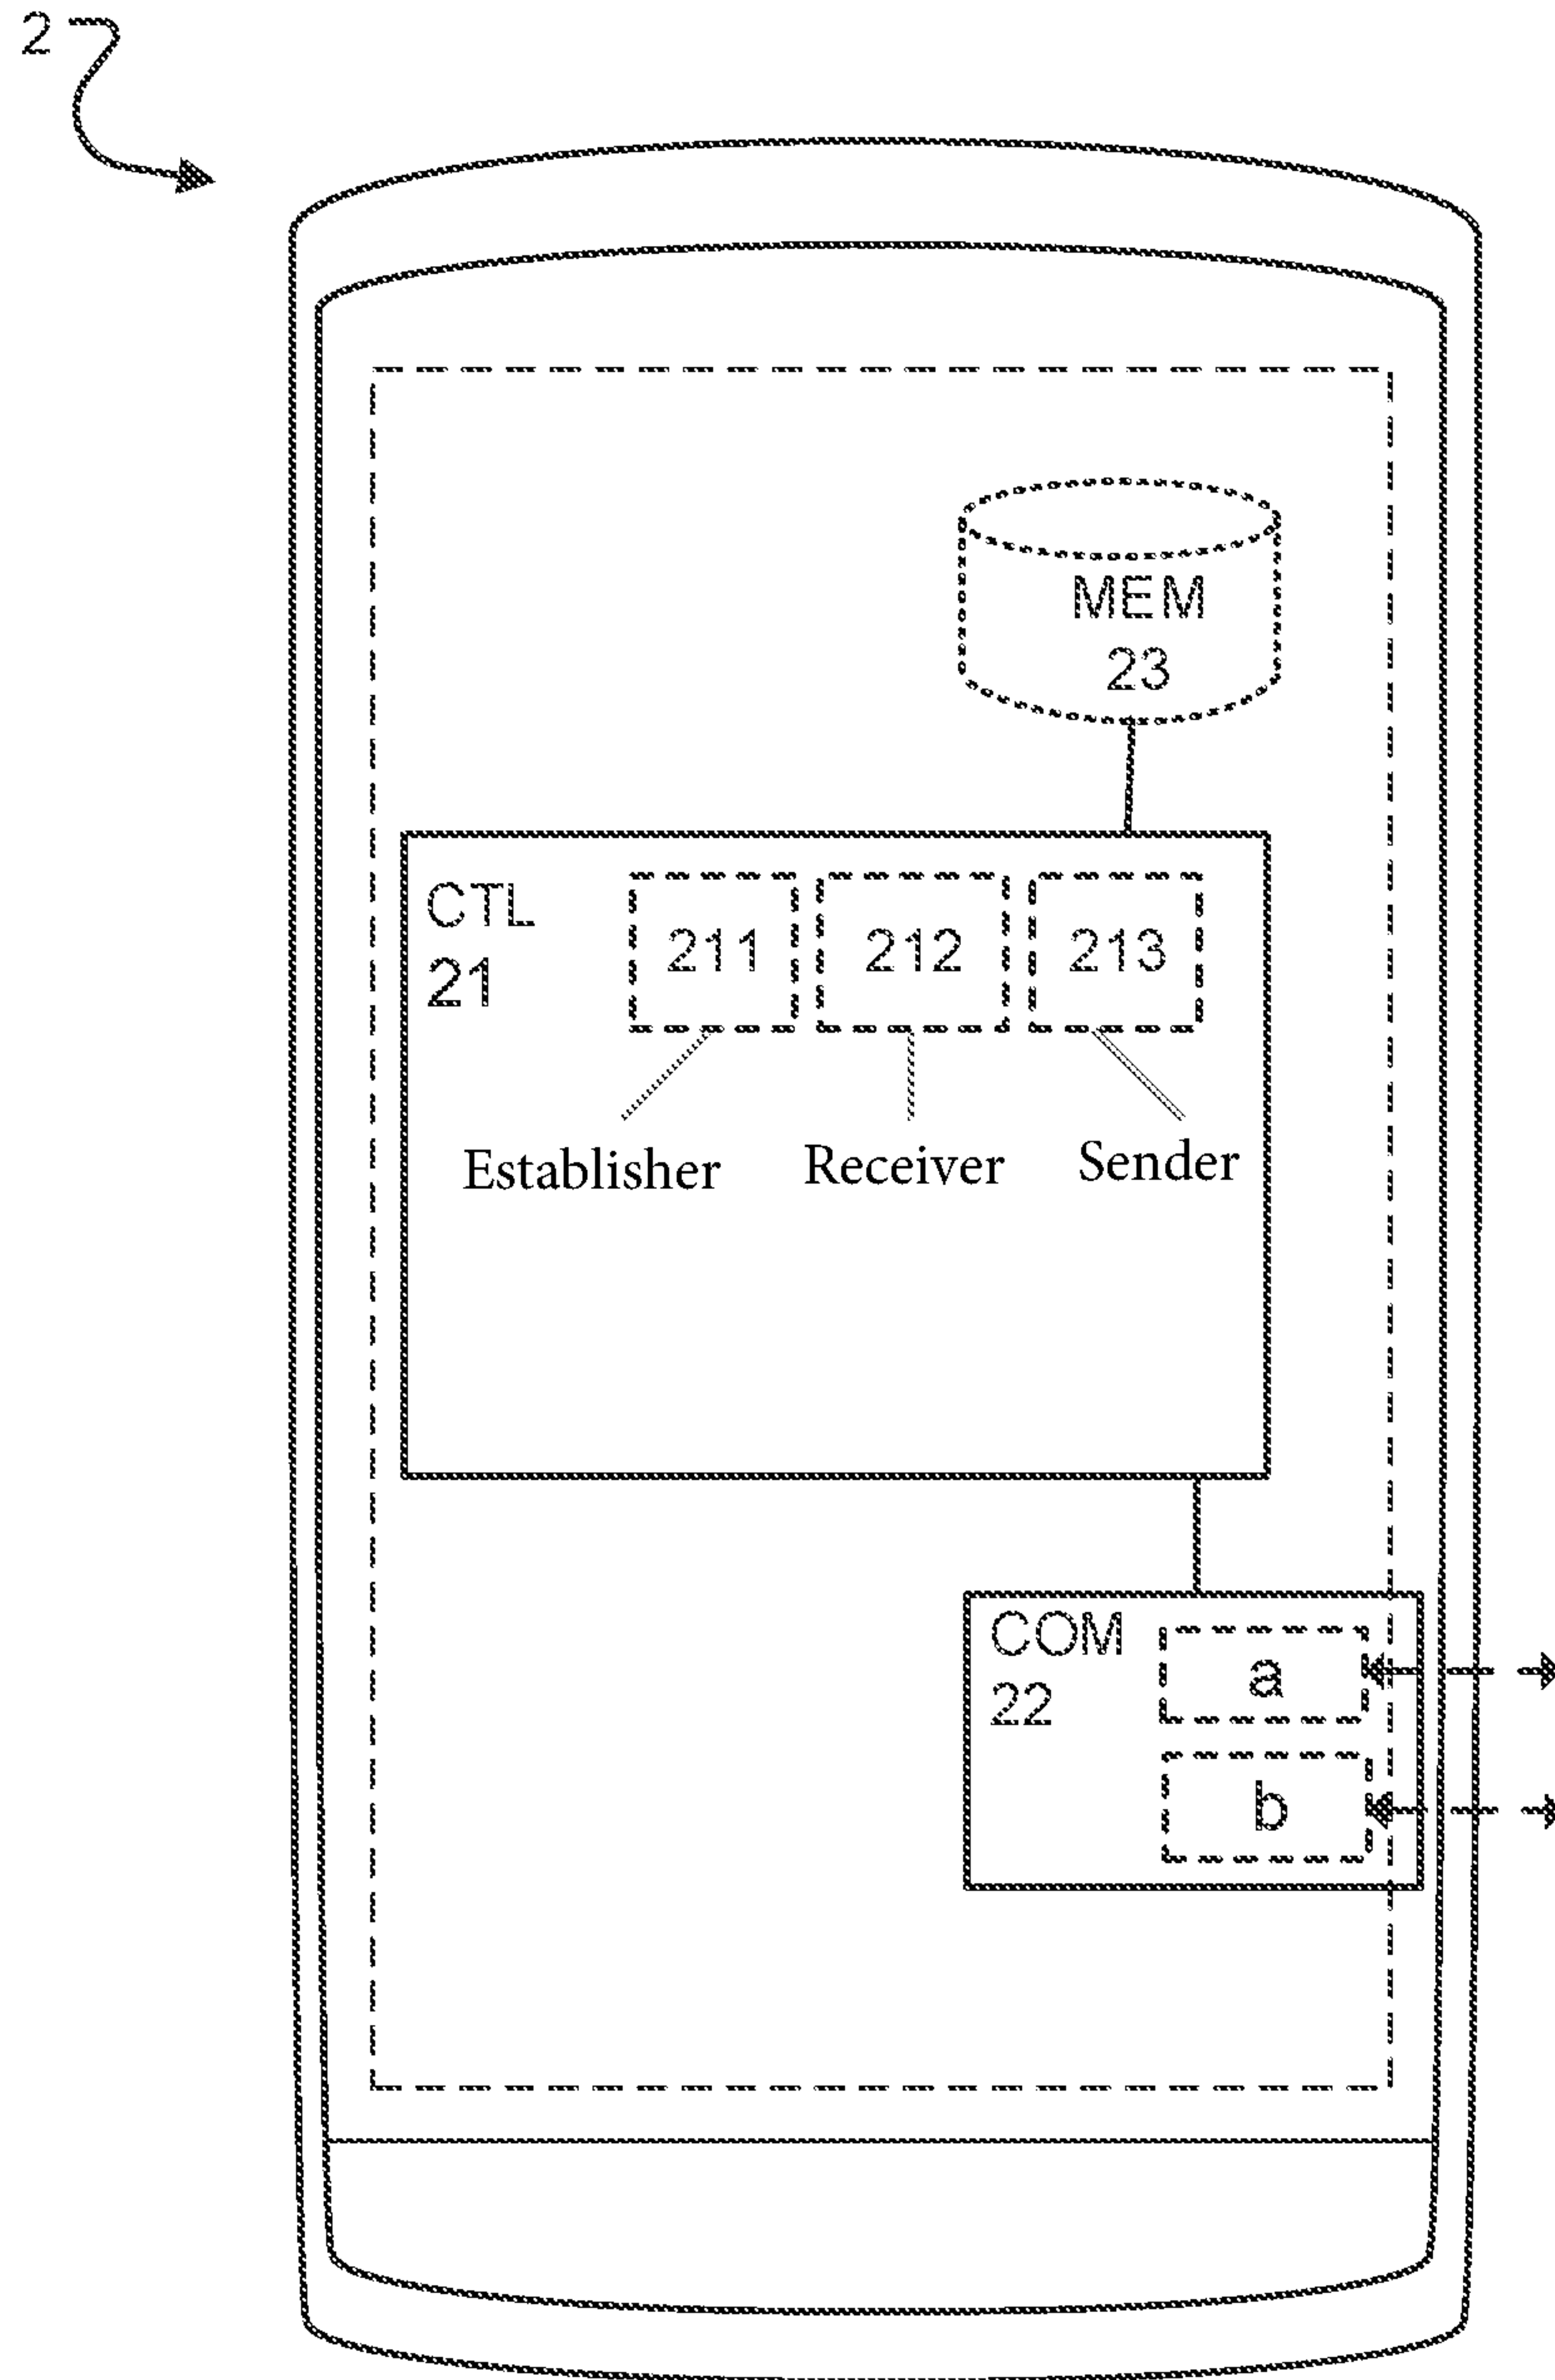 2
MEM
23
CTL
21
211
212
213
Establisher
Receiver
Sender
COM
22
a
b